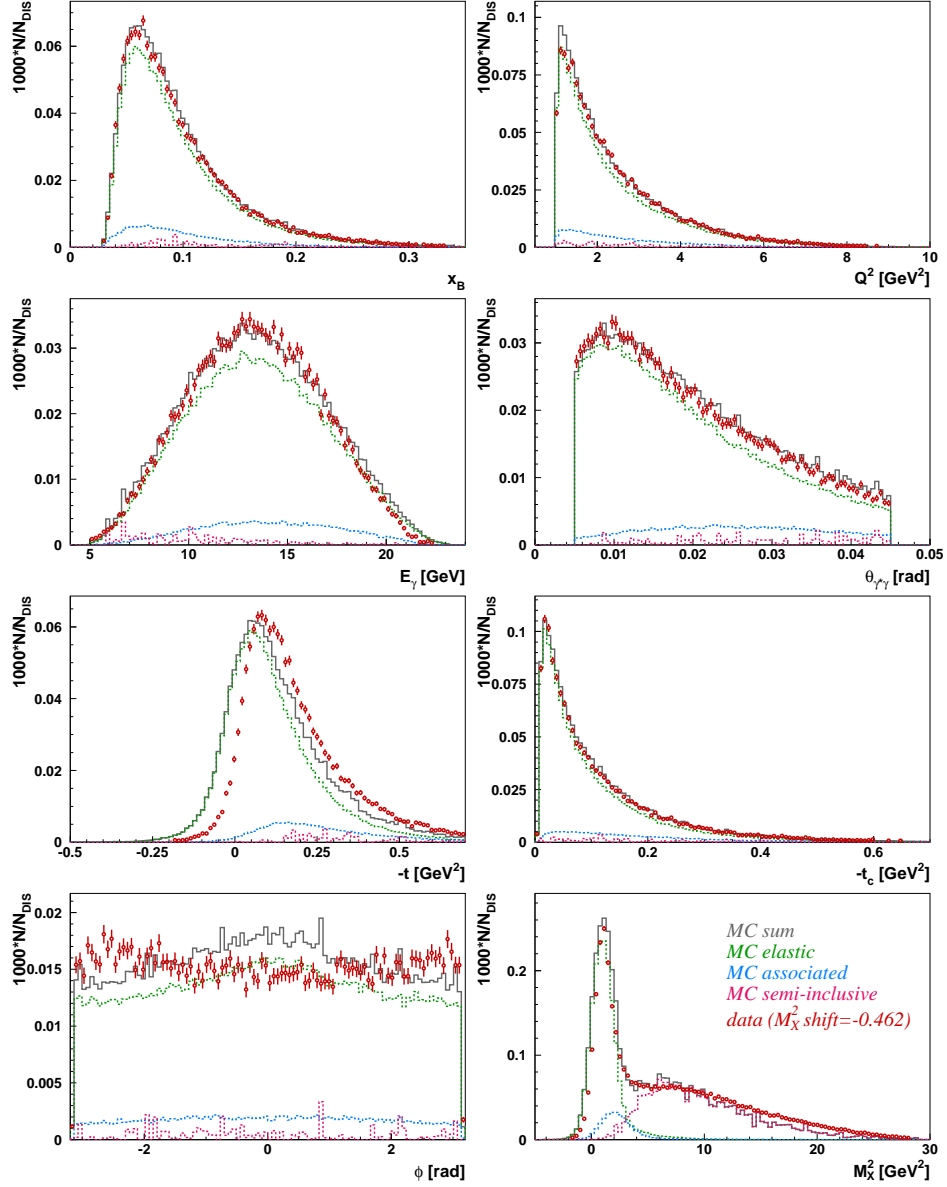 1000*N/N_DIS
0.06
0.04
0.02
0
0 0.1 0.2 0.3
x_B
1000*N/N_DIS
0.1
0.075
0.05
0.025
0
2 4 6 8 10
Q^2 [GeV^2]
1000*N/N_DIS
0.03
0.02
0.01
0
5 10 15 20
E_γ [GeV]
1000*N/N_DIS
0.03
0.02
0.01
0
0 0.01 0.02 0.03 0.04 0.05
θ_γ*γ [rad]
1000*N/N_DIS
0.06
0.04
0.02
0
-0.5 -0.25 0 0.25 0.5
-t [GeV^2]
1000*N/N_DIS
0.1
0.075
0.05
0.025
0
0 0.2 0.4 0.6
-t_c [GeV^2]
1000*N/N_DIS
0.02
0.015
0.01
0.005
0
-2 0 2
ϕ [rad]
1000*N/N_DIS
0.2
0.1
0
0 10 20 30
M_X^2 [GeV^2]
MC sum
MC elastic
MC associated
MC semi-inclusive
data (M_X^2 shift=-0.462)